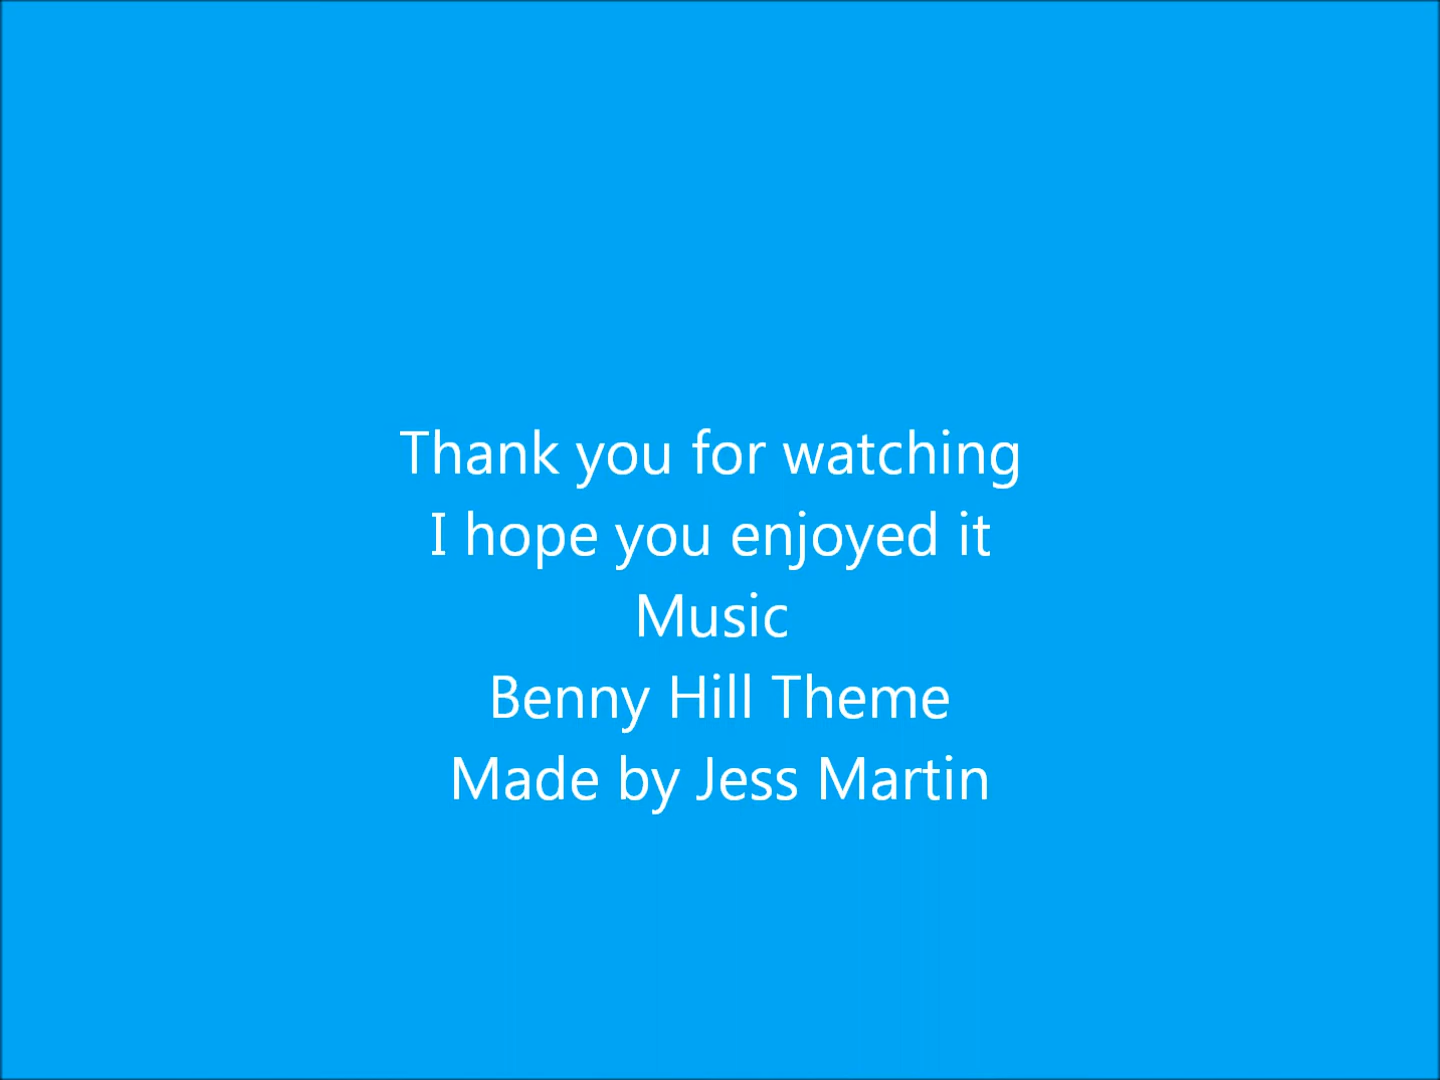 Thank you for watching
I hope you enjoyed it
Music
Benny Hill Theme
Made by Jess Martin